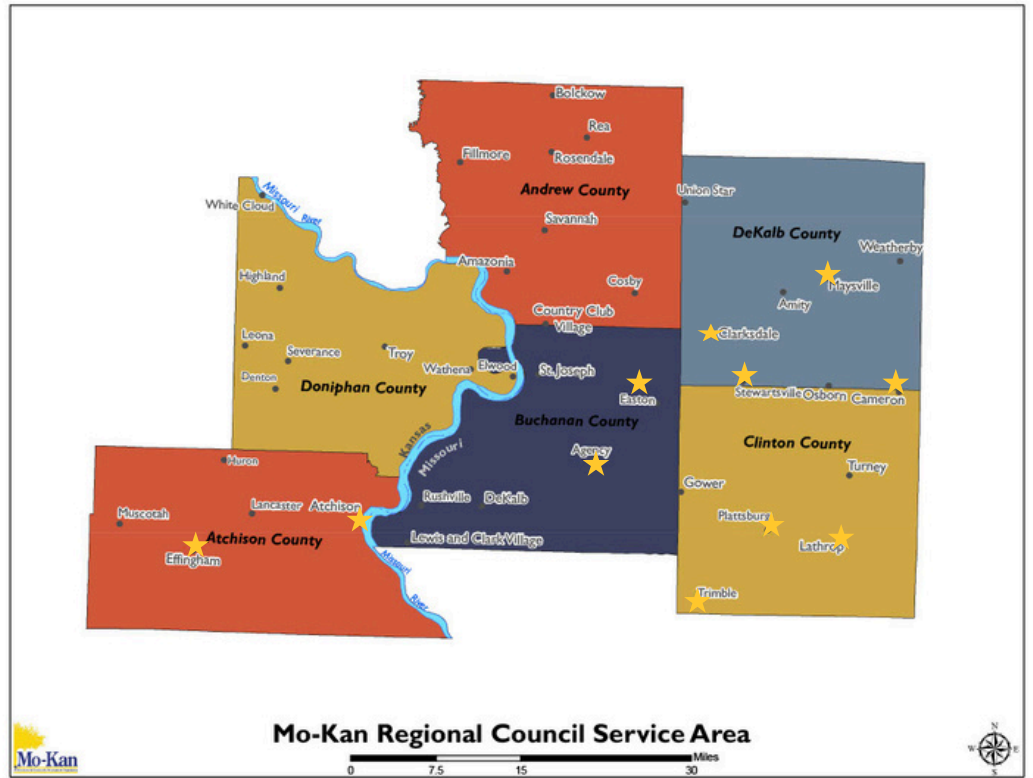 Bolckow
Rea
Fillmore
Rosendale
Andrew County
Savannah
Amazonia
Cosby
Country Club
Village
Union Star
DeKalb County
Weatherby
Maysville
Amity
Clarksdale
Stewartsville
Osborn
Cameron
White Cloud
Missouri
River
Highland
Leona
Severance
Troy
Denton
Wathena
Elwood
Doniphan County
St. Joseph
Easton
Buchanan County
Agency
Kansas
Missouri
Rushville
DeKalb
Lewis and Clark Village
Clinton County
Turney
Gower
Plattsburg
Lathrop
Trimble
Huron
Muscotah
Lancaster
Atchison
Atchison County
Effingham
Missouri
River
Mo-Kan Regional Council Service Area
Miles
0 7.5 15 30
Mo-Kan
N
W E
S